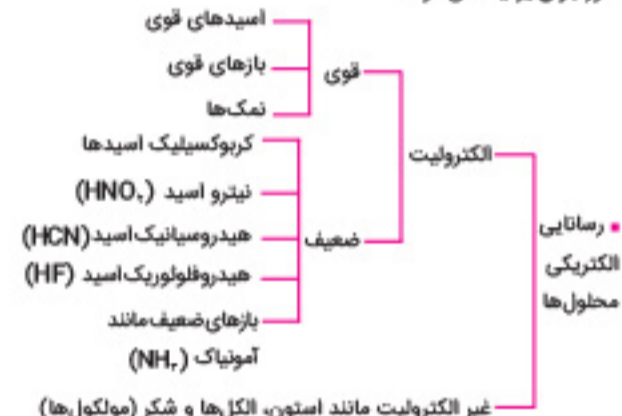 اسیدهای قوی
بازهای قوی
قوی
نمک‌ها
کربوکسیلیک اسیدها
الکترولیت
نیترو اسید (HNO₂)
رسانایی
هیدروسیانیک‌اسید (HCN)
ضعیف
الکتریکی
هیدروفلوئوریک‌اسید (HF)
محلول‌ها
بازهای‌ضعیف‌مانند
آمونیاک (NH₃)
غیر الکترولیت مانند استون، الکل‌ها و شکر (مولکول‌ها)